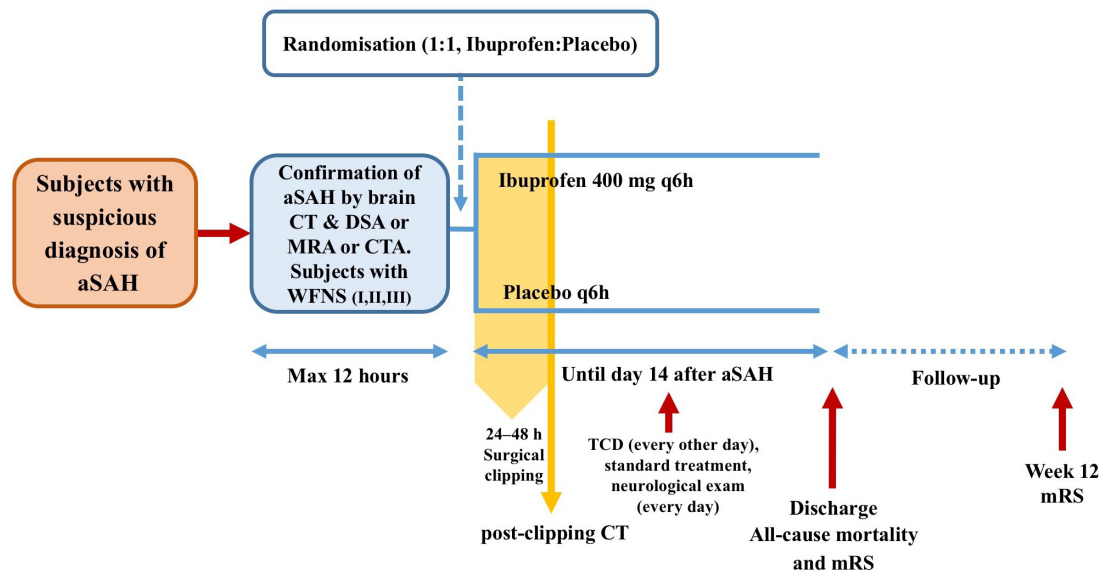 Randomisation (1:1, Ibuprofen:Placebo)
Subjects with
suspicious
diagnosis of
aSAH
Confirmation of
aSAH by brain
CT & DSA or
MRA or CTA.
Subjects with
WFNS (I,II,III)
Ibuprofen 400 mg q6h
Placebo q6h
Max 12 hours
Until day 14 after aSAH
Follow-up
24–48 h
Surgical
clipping
TCD (every other day),
standard treatment,
neurological exam
(every day)
post-clipping CT
Discharge
All-cause mortality
and mRS
Week 12
mRS